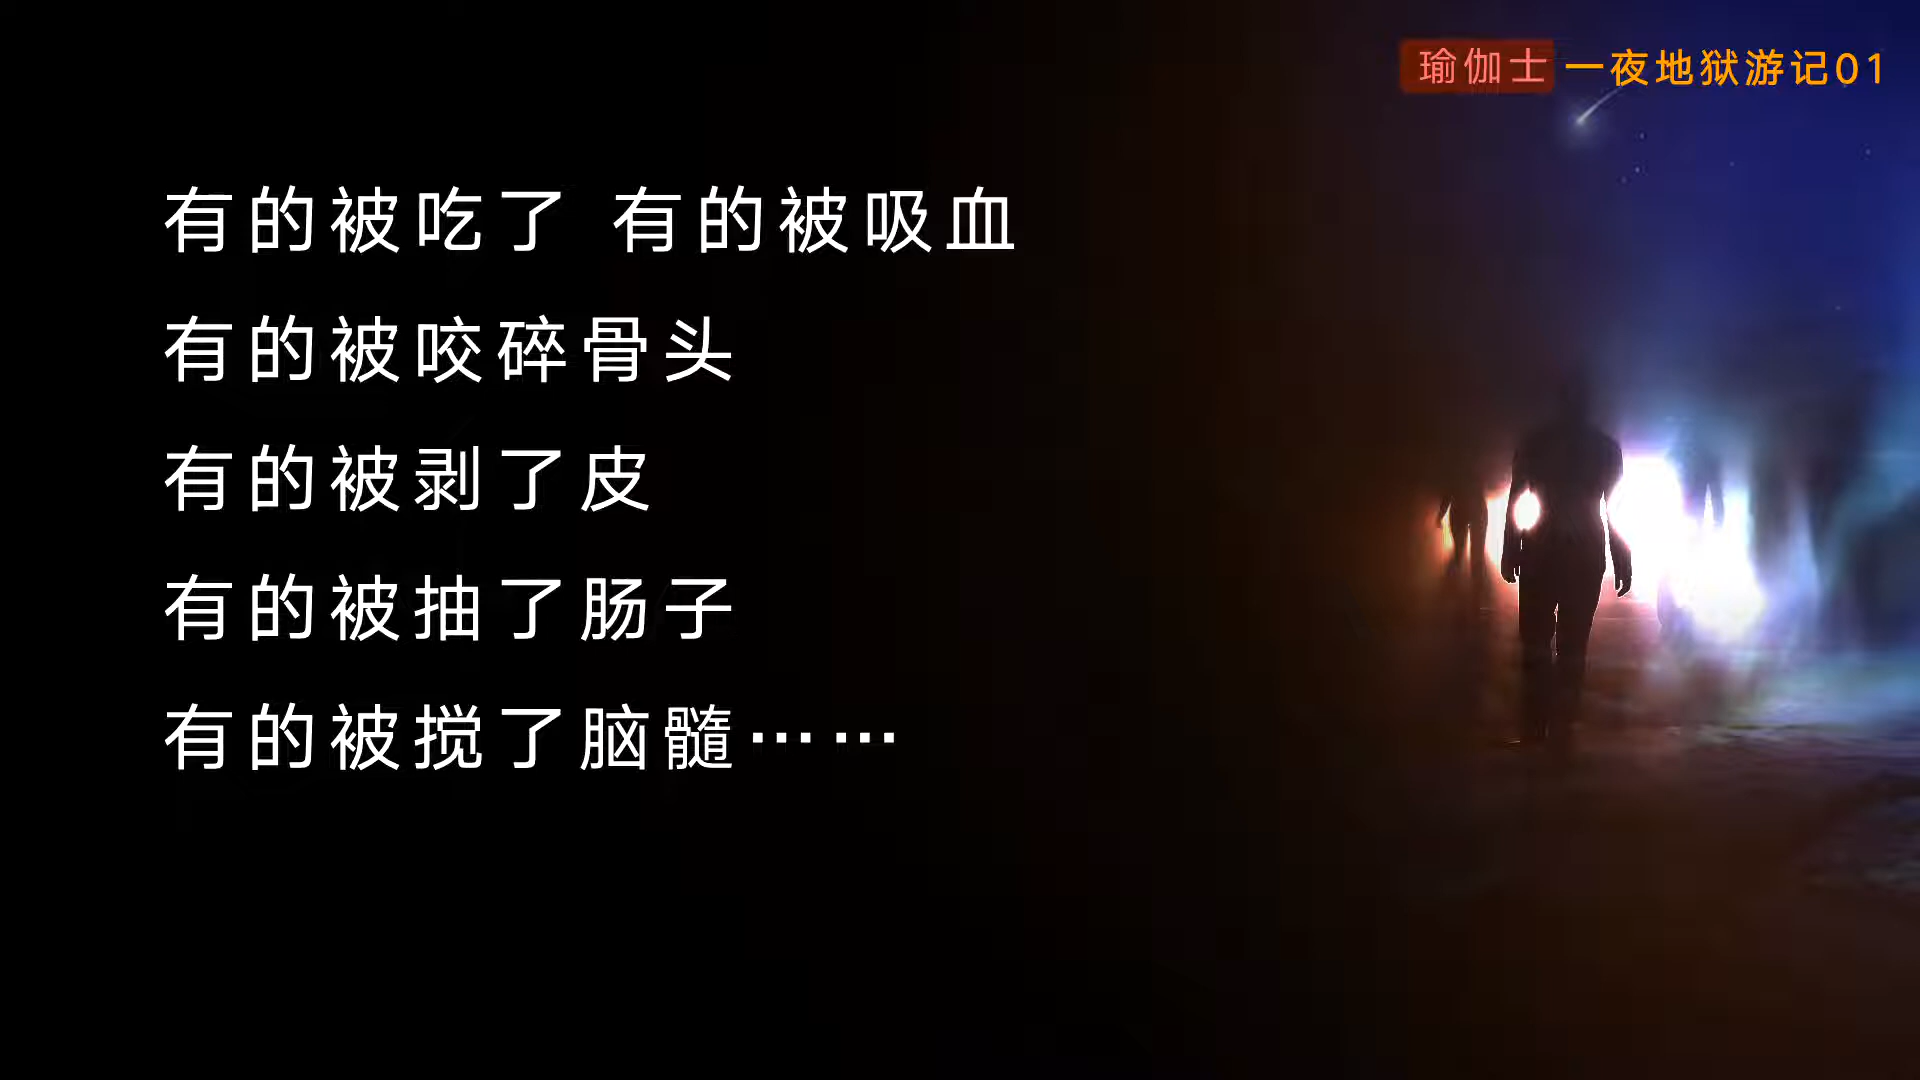 瑜伽士 一夜地狱游记01
有的被吃了 有的被吸血
有的被咬碎骨头
有的被剥了皮
有的被抽了肠子
有的被搅了脑髓……